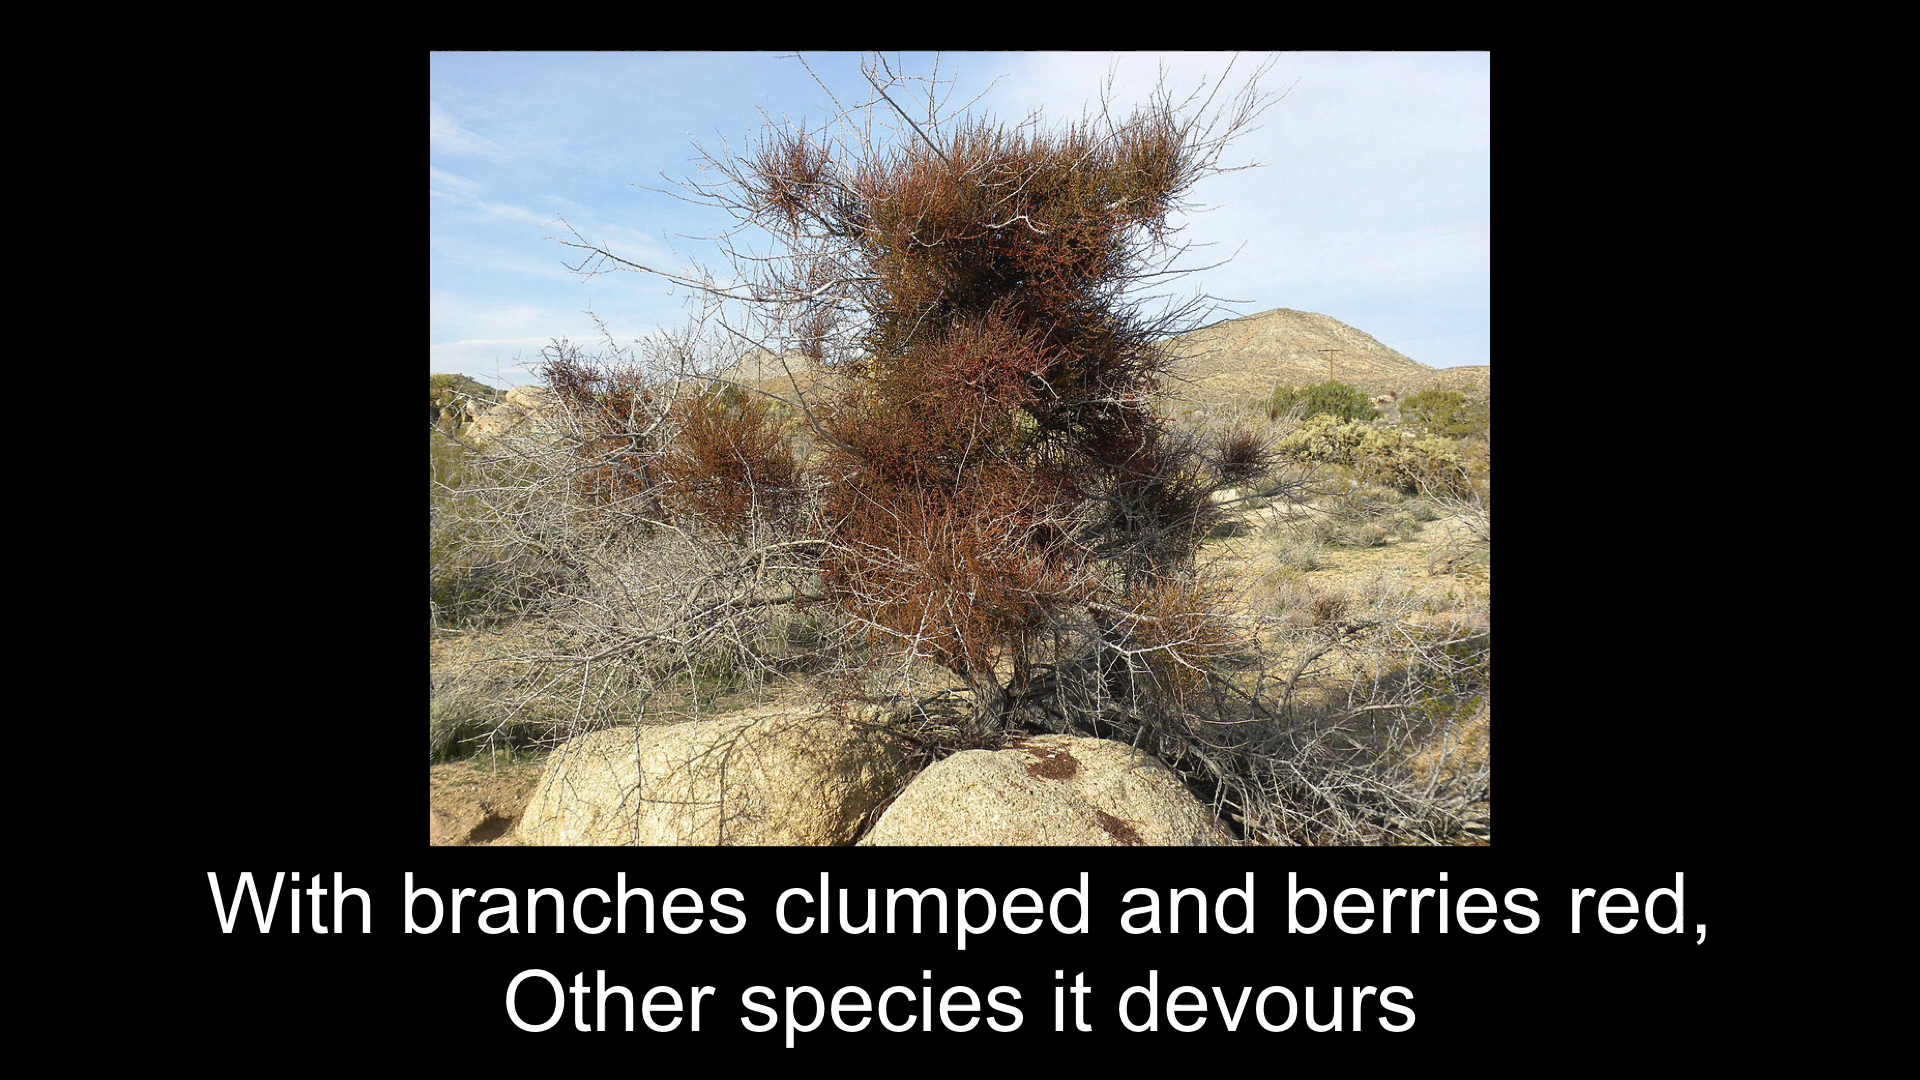 With branches clumped and berries red,
Other species it devours